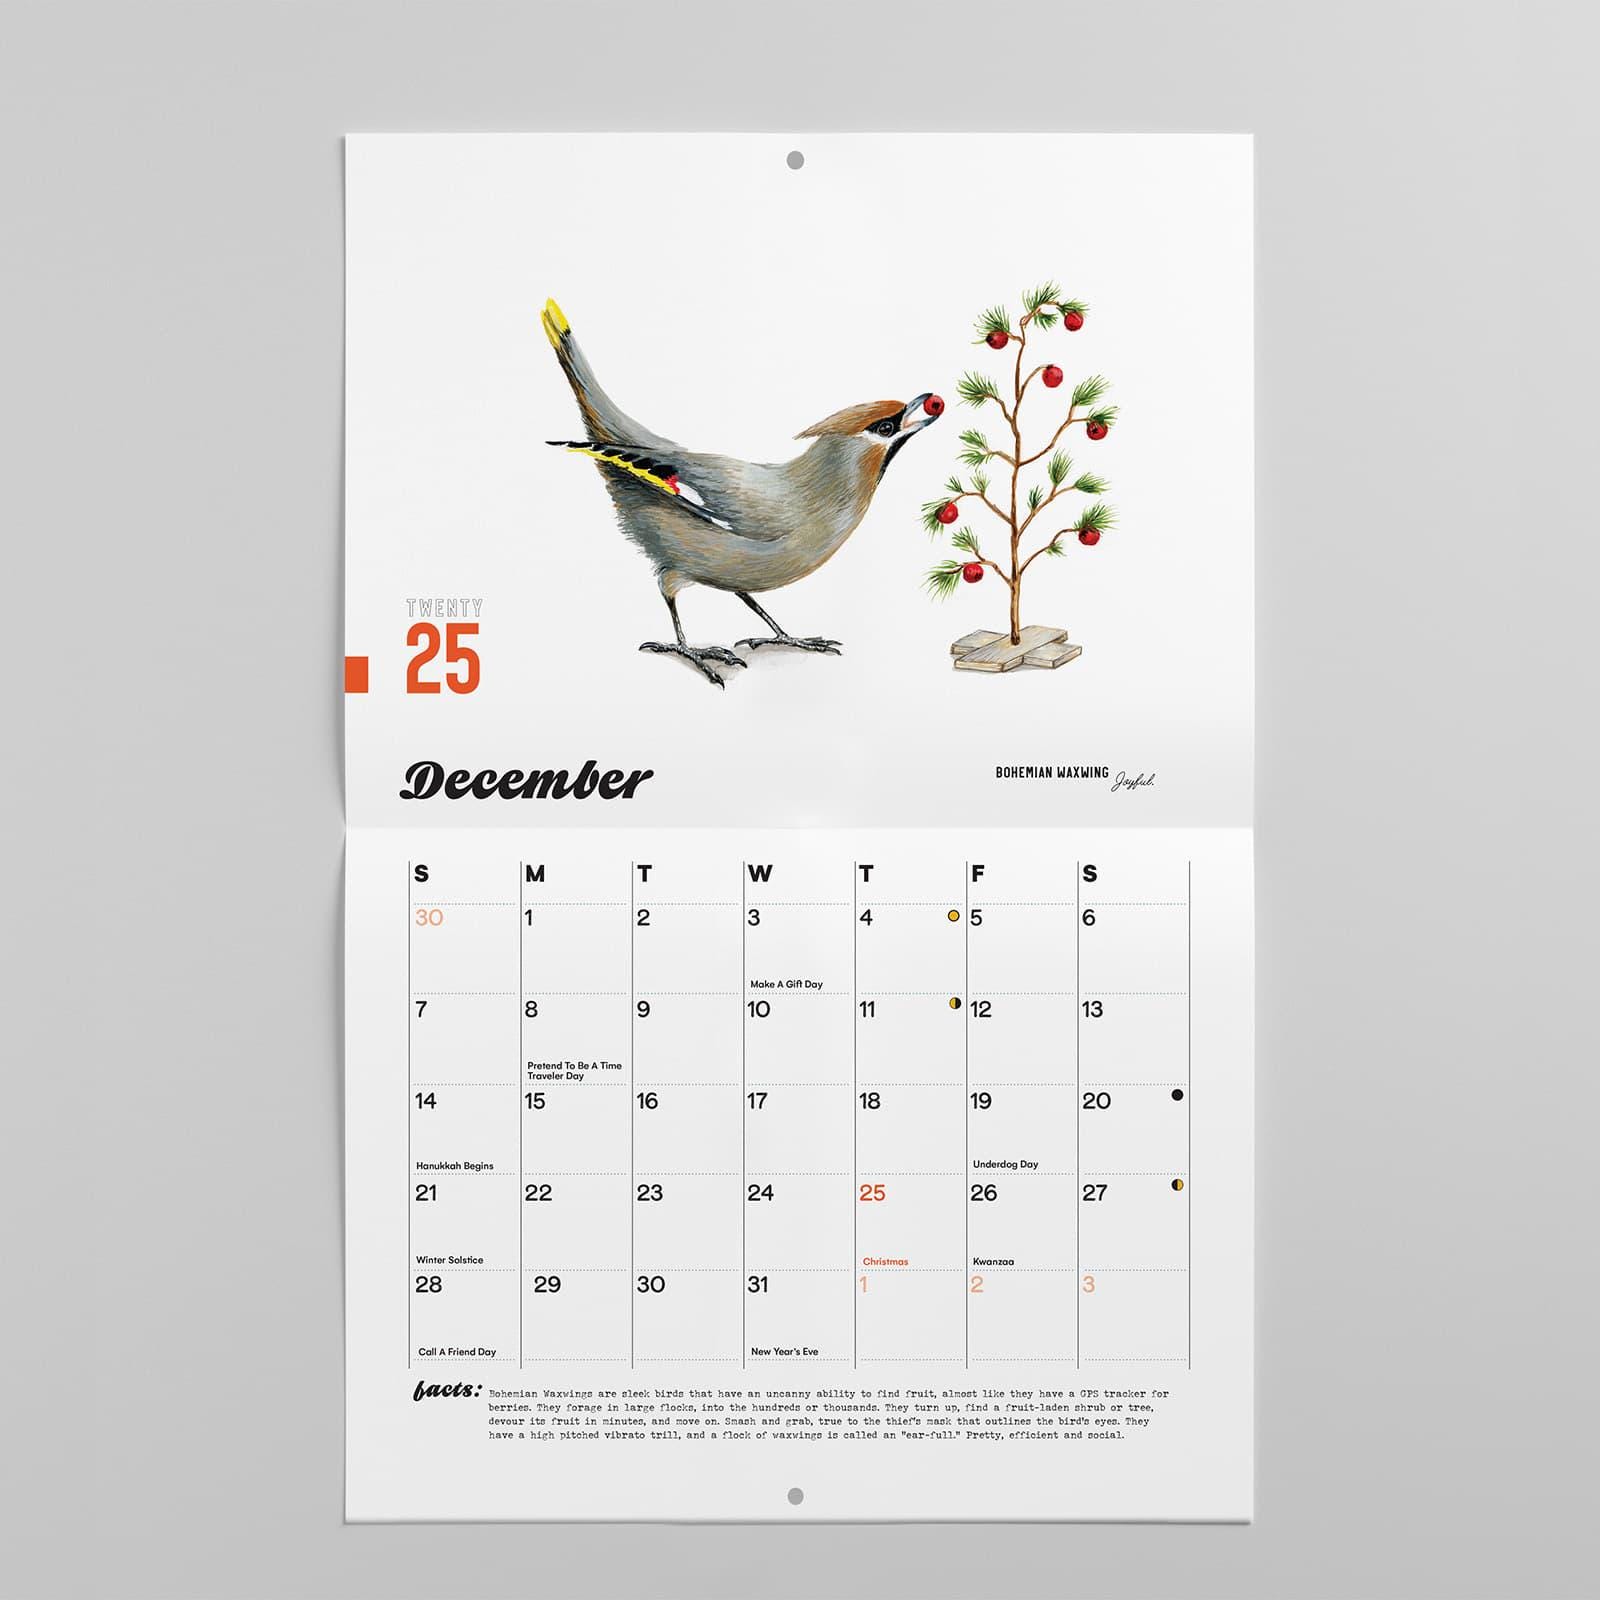 TWENTY
25
December
BOHEMIAN WAXWING Joyful.
S M T W T F S
30 1 2 3 4 5 6
Make A Gift Day
7 8 9 10 11 12 13
Pretend To Be A Time
Traveler Day
14 15 16 17 18 19 20
Hanukkah Begins Underdog Day
21 22 23 24 25 26 27
Winter Solstice Christmas Kwanzaa
28 29 30 31 1 2 3
Call A Friend Day New Year's Eve
facts: Bohemian Waxwings are sleek birds that have an uncanny ability to find fruit, almost like they have a GPS tracker for
berries. They forage in large flocks, into the hundreds or thousands. They turn up, find a fruit-laden shrub or tree,
devour its fruit in minutes, and move on. Smash and grab, true to the thief's mask that outlines the bird's eyes. They
have a high pitched vibrato trill, and a flock of waxwings is called an "ear-full." Pretty, efficient and social.